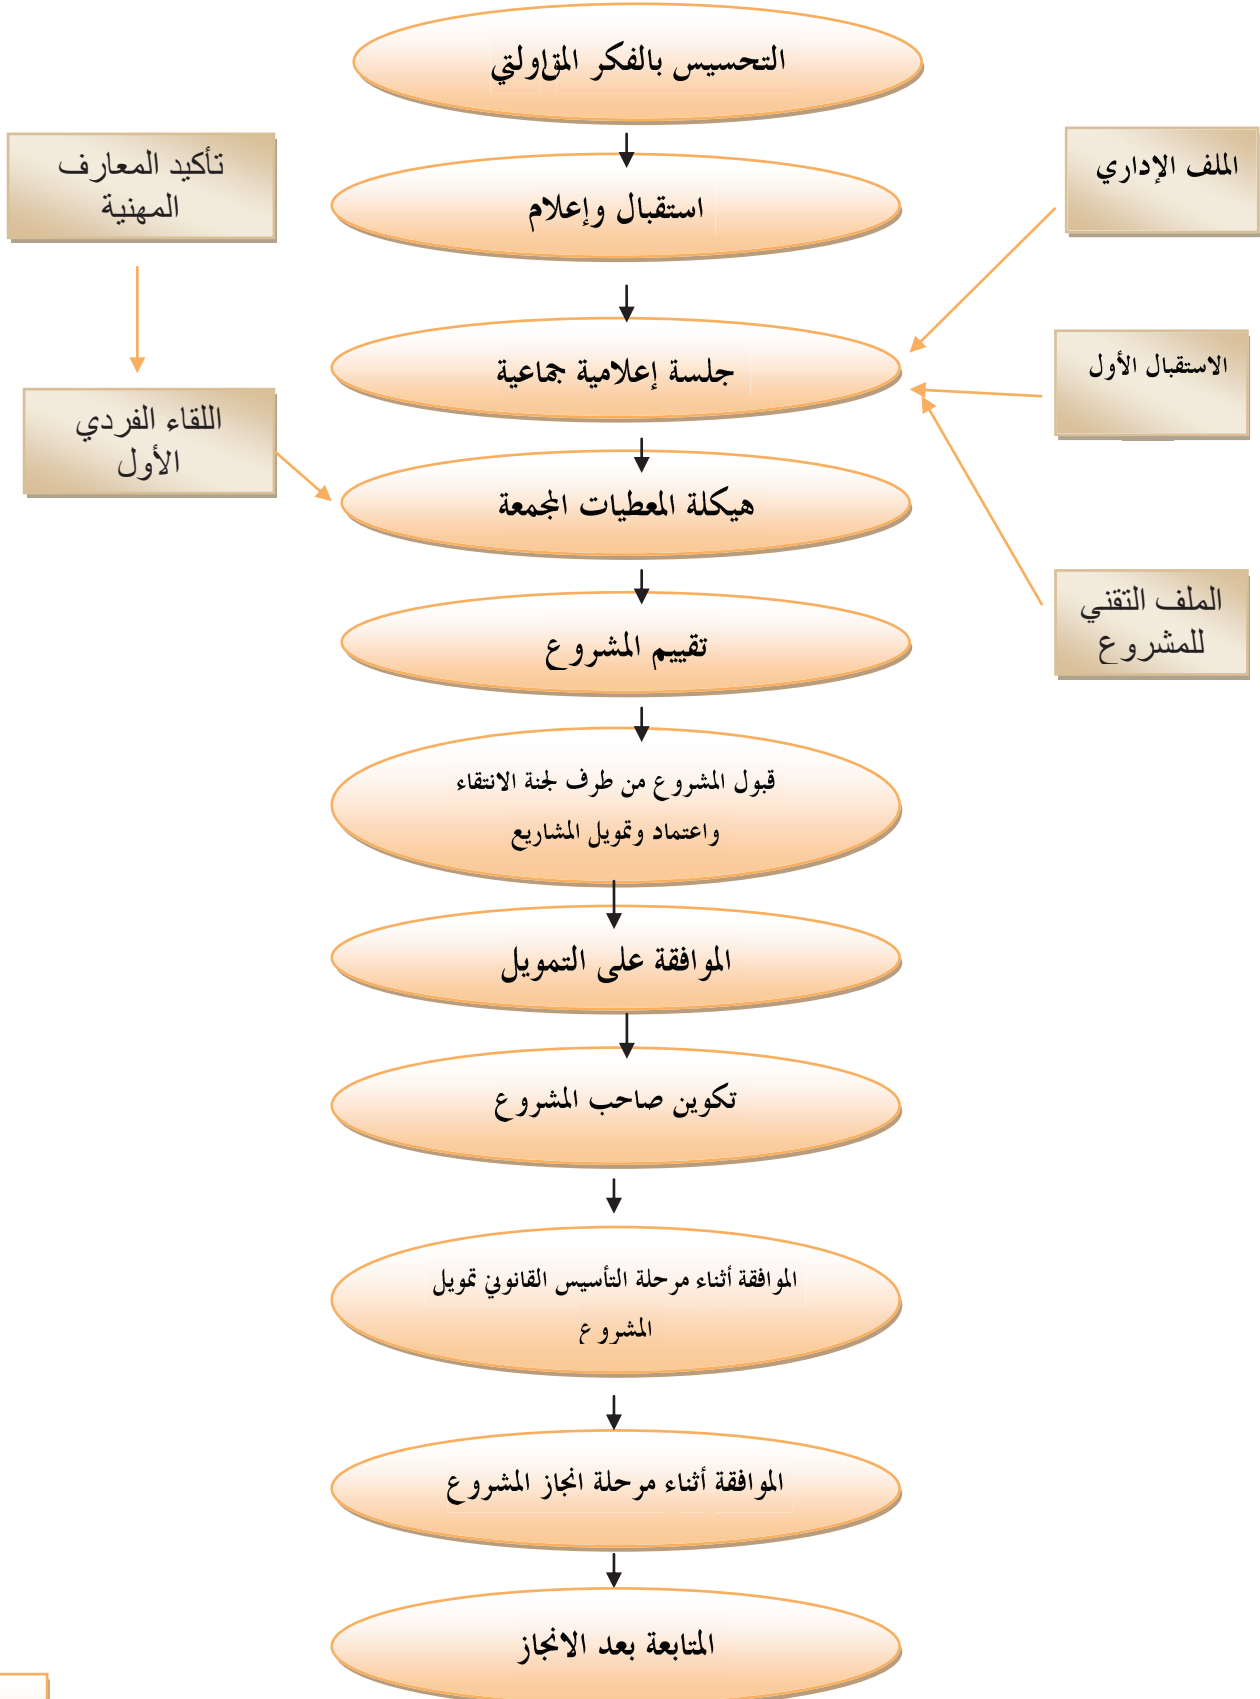 التحسيس بالفكر المقاولتي
تأكيد المعارف
المهنية
الملف الإداري
استقبال وإعلام
جلسة إعلامية جماعية
الاستقبال الأول
اللقاء الفردي
الأول
هيكلة المعطيات المجمعة
الملف التقني
للمشروع
تقييم المشروع
قبول المشروع من طرف لجنة الانتقاء
واعتماد وتمويل المشاريع
الموافقة على التمويل
تكوين صاحب المشروع
الموافقة أثناء مرحلة التأسيس القانوني تمويل
المشروع
الموافقة أثناء مرحلة انجاز المشروع
المتابعة بعد الانجاز